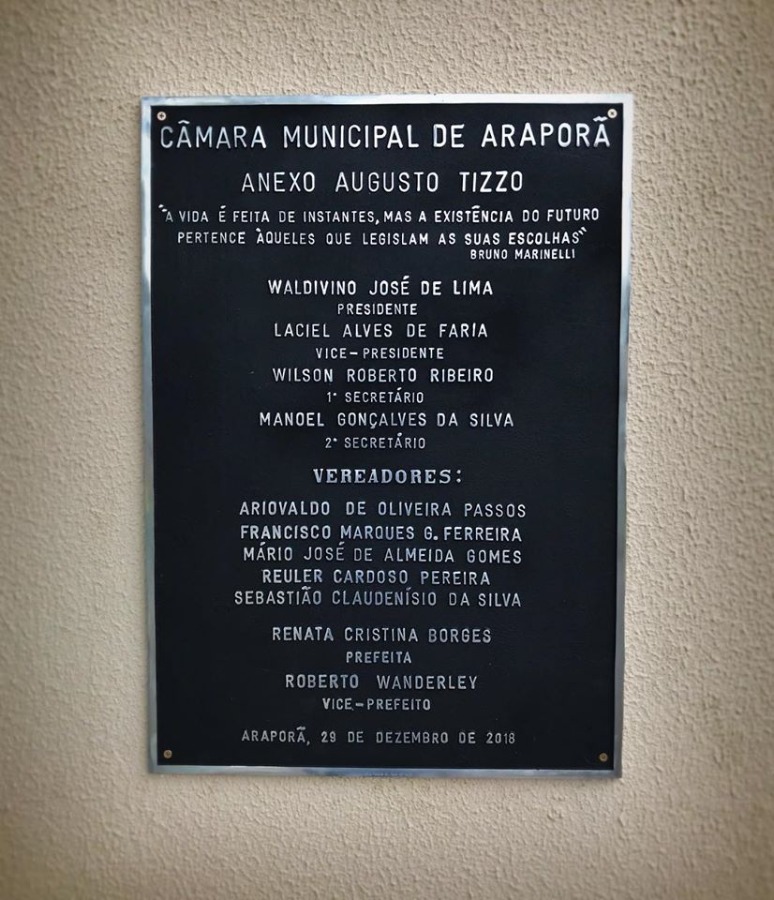 CÂMARA MUNICIPAL DE ARAPORÃ
ANEXO AUGUSTO TIZZO
"A VIDA É FEITA DE INSTANTES, MAS A EXISTÊNCIA DO FUTURO
PERTENCE ÀQUELES QUE LEGISLAM AS SUAS ESCOLHAS"
BRUNO MARINELLI
WALDIVINO JOSÉ DE LIMA
PRESIDENTE
LACIEL ALVES DE FARIA
VICE-PRESIDENTE
WILSON ROBERTO RIBEIRO
1° SECRETÁRIO
MANOEL GONÇALVES DA SILVA
2° SECRETÁRIO
VEREADORES:
ARIOVALDO DE OLIVEIRA PASSOS
FRANCISCO MARQUES G. FERREIRA
MÁRIO JOSÉ DE ALMEIDA GOMES
REULER CARDOSO PEREIRA
SEBASTIÃO CLAUDENÍSIO DA SILVA
RENATA CRISTINA BORGES
PREFEITA
ROBERTO WANDERLEY
VICE-PREFEITO
ARAPORÃ, 29 DE DEZEMBRO DE 2018